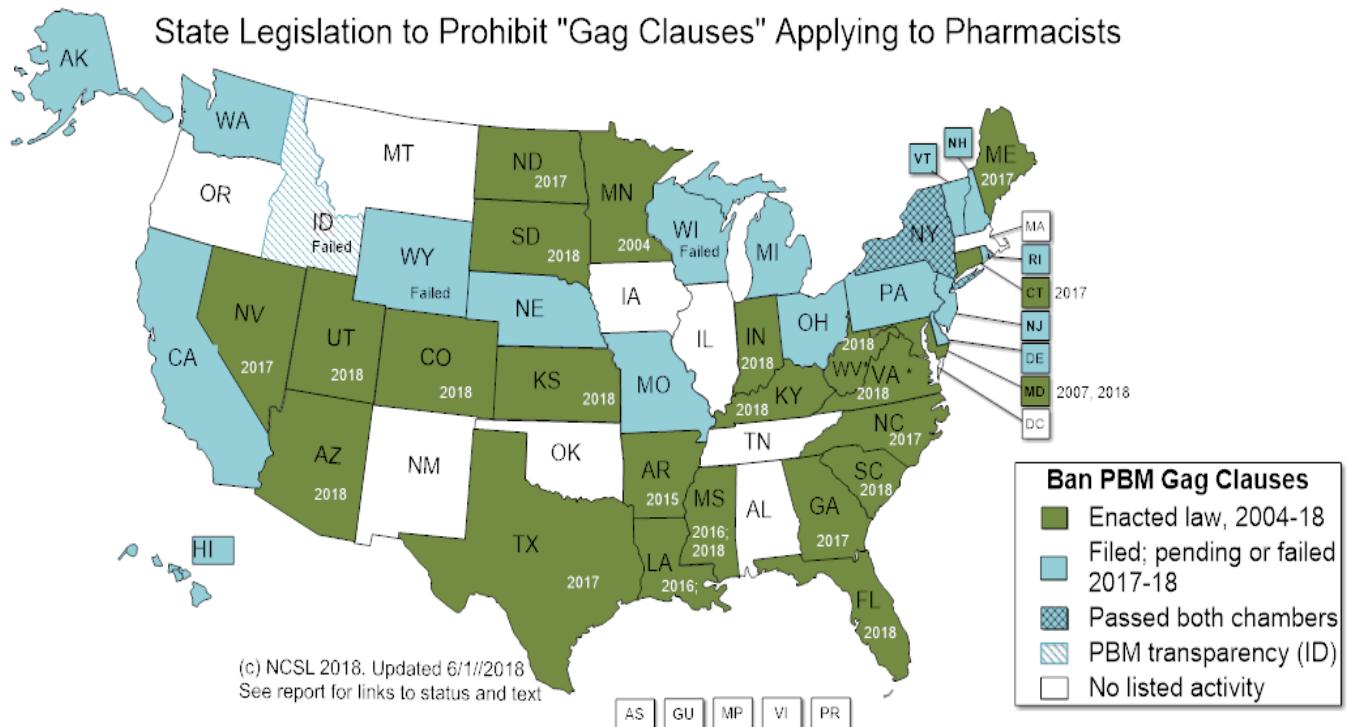 State Legislation to Prohibit "Gag Clauses" Applying to Pharmacists
AK
WA
MT
ND
2017
MN
2004
VT
NH
ME
2017
OR
ID
Failed
SD
2018
WI
Failed
MI
NY
MA
WY
Failed
RI
IA
PA
CT 2017
NV
2017
NE
OH
NJ
CA
UT
2018
CO
2018
IL
IN
2018
2018
WV*
VA *
2018
DE
KS
2018
MO
KY
2018
MD 2007, 2018
DC
AZ
2018
NM
OK
TN
NC
2017
AR
2015
SC
2018
MS
2016;
2018
AL
GA
2017
TX
2017
LA
2016;
FL
2018
HI
Ban PBM Gag Clauses
Enacted law, 2004-18
Filed; pending or failed
2017-18
Passed both chambers
PBM transparency (ID)
No listed activity
(c) NCSL 2018. Updated 6/1//2018
See report for links to status and text
AS GU MP VI PR